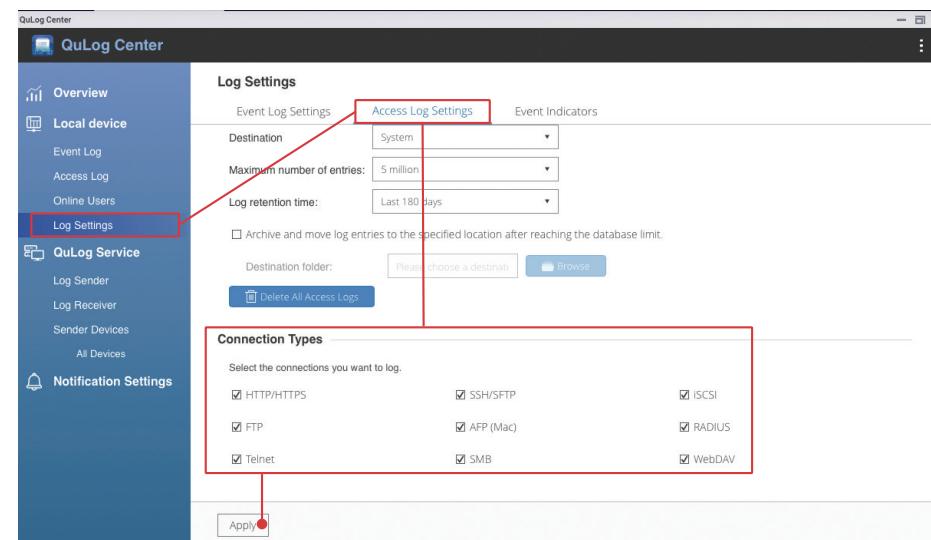 QuLog Center
QuLog Center
Overview
Local device
Event Log
Access Log
Online Users
Log Settings
QuLog Service
Log Sender
Log Receiver
Sender Devices
All Devices
Notification Settings
Log Settings
Event Log Settings Access Log Settings Event Indicators
Destination System
Maximum number of entries: 5 million
Log retention time: Last 180 days
Archive and move log entries to the specified location after reaching the database limit.
Destination folder: Please choose a destinati Browse
Delete All Access Logs
Connection Types
Select the connections you want to log.
HTTP/HTTPS SSH/SFTP iSCSI
FTP AFP (Mac) RADIUS
Telnet SMB WebDAV
Apply